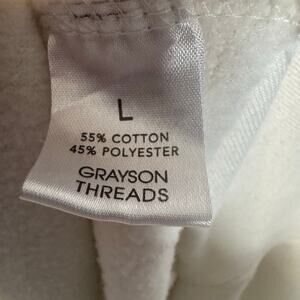 L
55% COTTON
45% POLYESTER
GRAYSON
THREADS